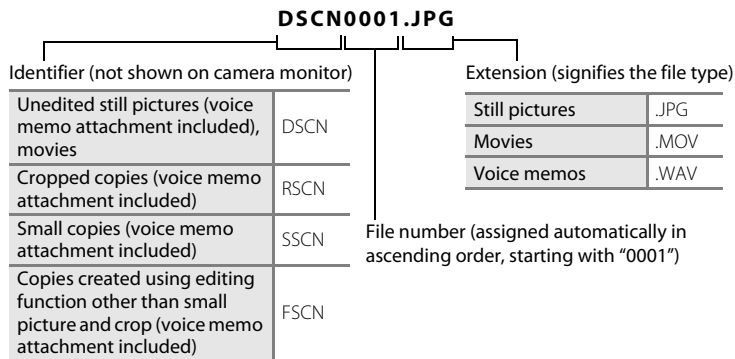 DSCN0001.JPG
Identifier (not shown on camera monitor)
Unedited still pictures (voice
memo attachment included),
movies
DSCN
Cropped copies (voice memo
attachment included)
RSCN
Small copies (voice memo
attachment included)
SSCN
Copies created using editing
function other than small
picture and crop (voice memo
attachment included)
FSCN
Extension (signifies the file type)
Still pictures .JPG
Movies .MOV
Voice memos .WAV
File number (assigned automatically in
ascending order, starting with “0001”)